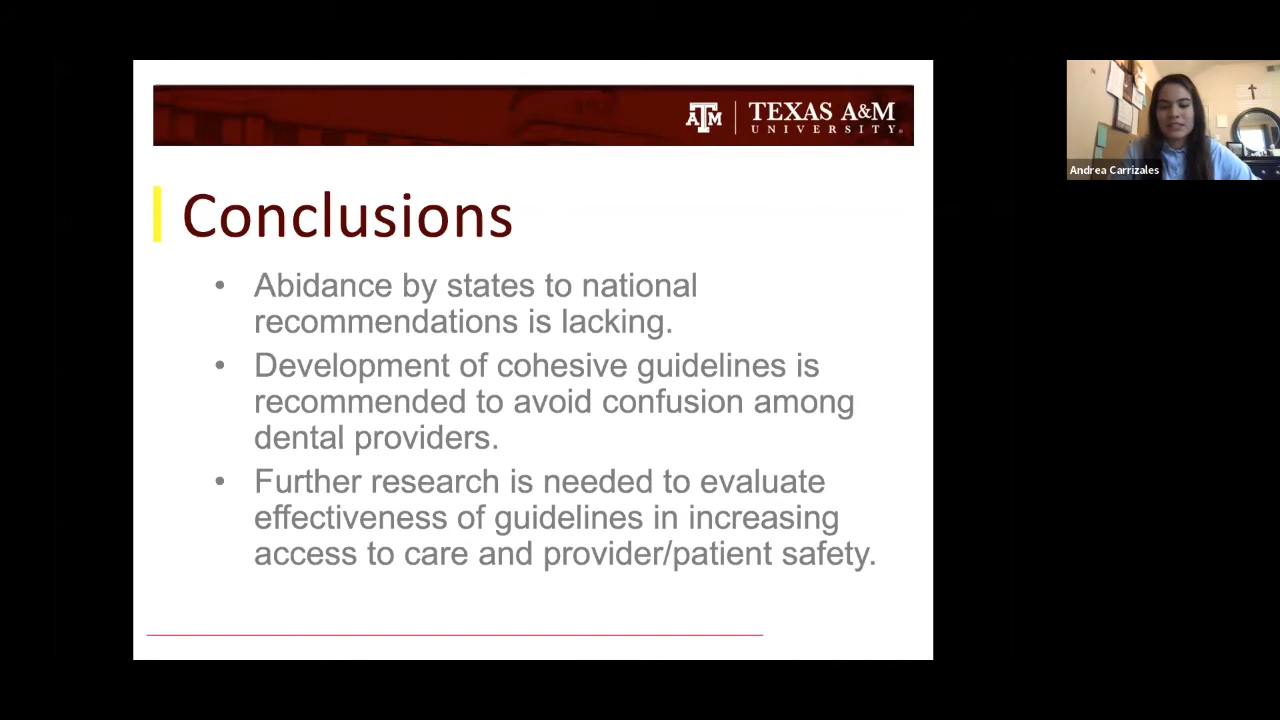 ATM | TEXAS A&M
UNIVERSITY®
Conclusions
• Abidance by states to national
recommendations is lacking.
• Development of cohesive guidelines is
recommended to avoid confusion among
dental providers.
• Further research is needed to evaluate
effectiveness of guidelines in increasing
access to care and provider/patient safety.
Andrea Carrizales